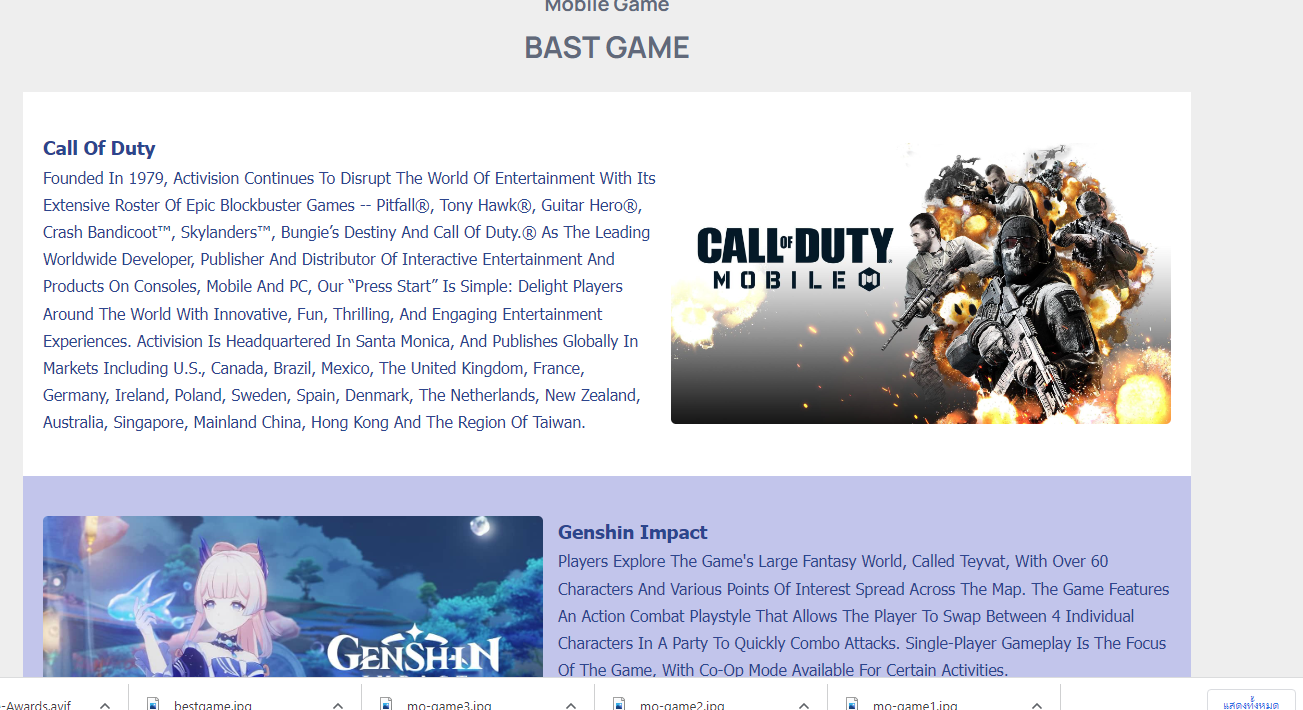 Mobile Game
BAST GAME
Call Of Duty
Founded In 1979, Activision Continues To Disrupt The World Of Entertainment With Its
Extensive Roster Of Epic Blockbuster Games -- Pitfall®, Tony Hawk®, Guitar Hero®,
Crash Bandicoot™, Skylanders™, Bungie’s Destiny And Call Of Duty.® As The Leading
Worldwide Developer, Publisher And Distributor Of Interactive Entertainment And
Products On Consoles, Mobile And PC, Our “Press Start” Is Simple: Delight Players
Around The World With Innovative, Fun, Thrilling, And Engaging Entertainment
Experiences. Activision Is Headquartered In Santa Monica, And Publishes Globally In
Markets Including U.S., Canada, Brazil, Mexico, The United Kingdom, France,
Germany, Ireland, Poland, Sweden, Spain, Denmark, The Netherlands, New Zealand,
Australia, Singapore, Mainland China, Hong Kong And The Region Of Taiwan.
CALL OF DUTY
MOBILE
Genshin Impact
Players Explore The Game's Large Fantasy World, Called Teyvat, With Over 60
Characters And Various Points Of Interest Spread Across The Map. The Game Features
An Action Combat Playstyle That Allows The Player To Swap Between 4 Individual
Characters In A Party To Quickly Combo Attacks. Single-Player Gameplay Is The Focus
Of The Game, With Co-Op Mode Available For Certain Activities.
GENSHIN
IMPACT
-Awards.avif
bestgame.jpg
mo-game3.jpg
mo-game2.jpg
mo-game1.jpg
แสดงทั้งหมด